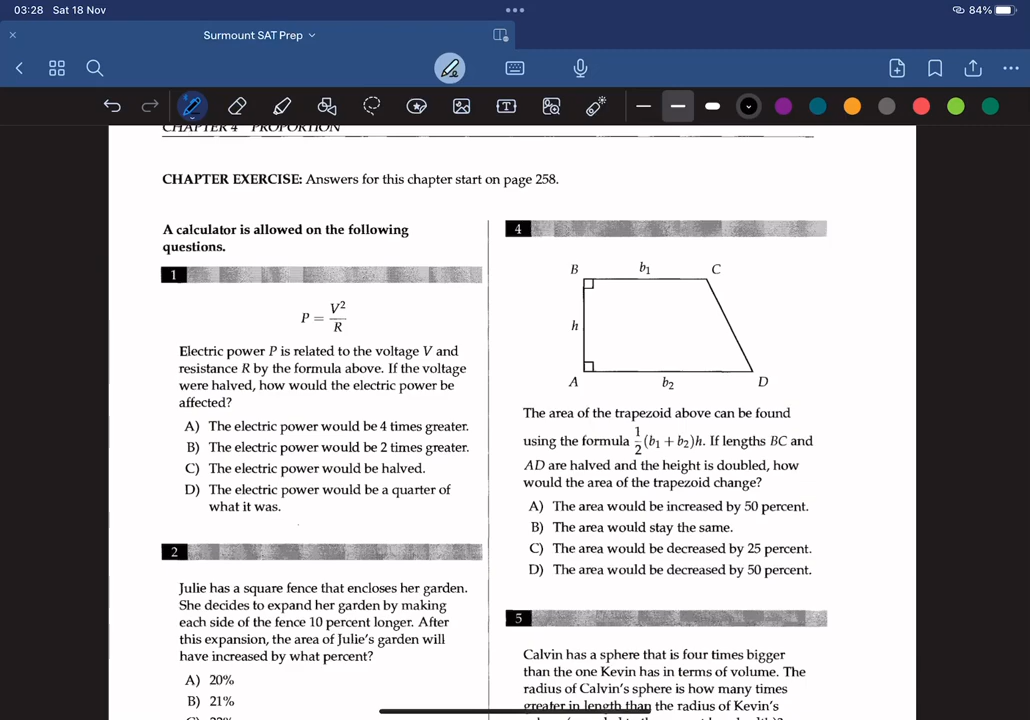 03:28 Sat 18 Nov
84%
Surmount SAT Prep
CHAPTER 4 PROPORTION
CHAPTER EXERCISE: Answers for this chapter start on page 258.
A calculator is allowed on the following
questions.
1
P = V²/R
Electric power P is related to the voltage V and
resistance R by the formula above. If the voltage
were halved, how would the electric power be
affected?
A) The electric power would be 4 times greater.
B) The electric power would be 2 times greater.
C) The electric power would be halved.
D) The electric power would be a quarter of
what it was.
2
Julie has a square fence that encloses her garden.
She decides to expand her garden by making
each side of the fence 10 percent longer. After
this expansion, the area of Julie's garden will
have increased by what percent?
A) 20%
B) 21%
4
B b₁ C
h
A b₂ D
The area of the trapezoid above can be found
using the formula 1/2(b₁ + b₂)h. If lengths BC and
AD are halved and the height is doubled, how
would the area of the trapezoid change?
A) The area would be increased by 50 percent.
B) The area would stay the same.
C) The area would be decreased by 25 percent.
D) The area would be decreased by 50 percent.
5
Calvin has a sphere that is four times bigger
than the one Kevin has in terms of volume. The
radius of Calvin's sphere is how many times
greater in length than the radius of Kevin's